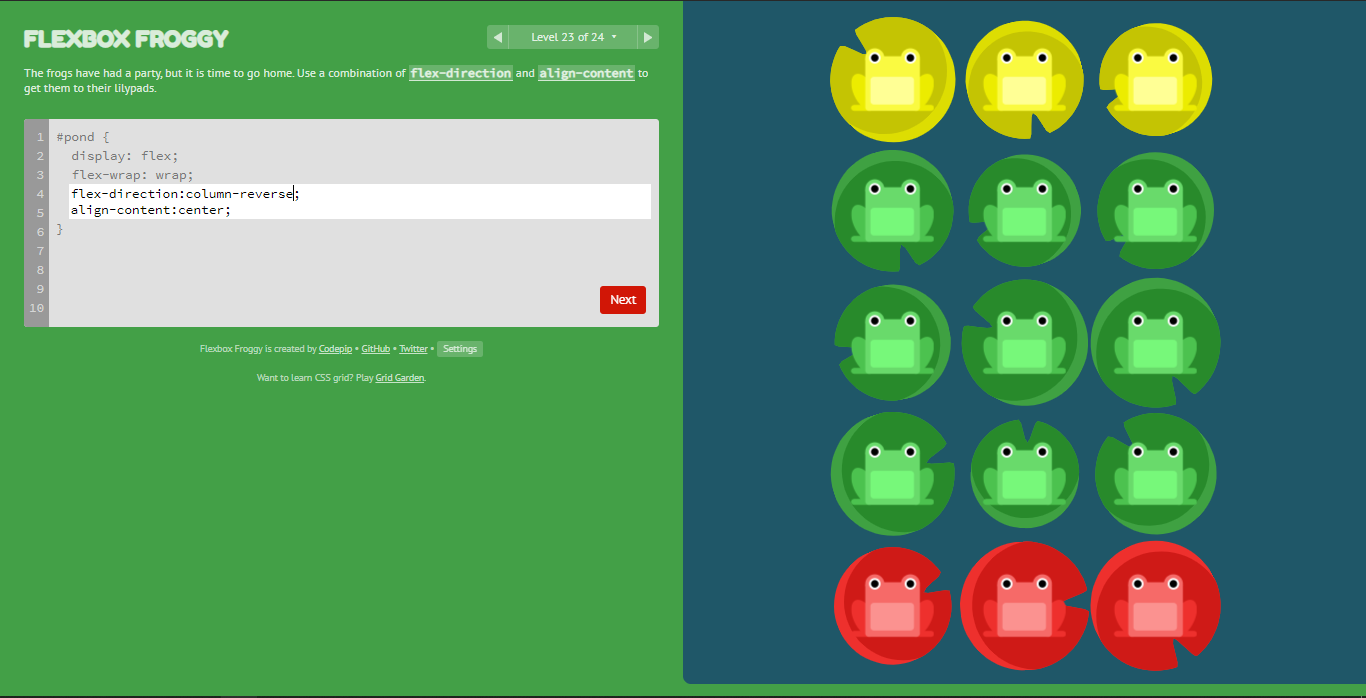 FLEXBOX FROGGY
◀ Level 23 of 24 ▾ ▶
The frogs have had a party, but it is time to go home. Use a combination of flex-direction and align-content to
get them to their lilypads.
1 #pond {
2 display: flex;
3 flex-wrap: wrap;
4 flex-direction:column-reverse;
5 align-content:center;
6 }
7
8
9
10
Next
Flexbox Froggy is created by Codepip • GitHub • Twitter • Settings
Want to learn CSS grid? Play Grid Garden.